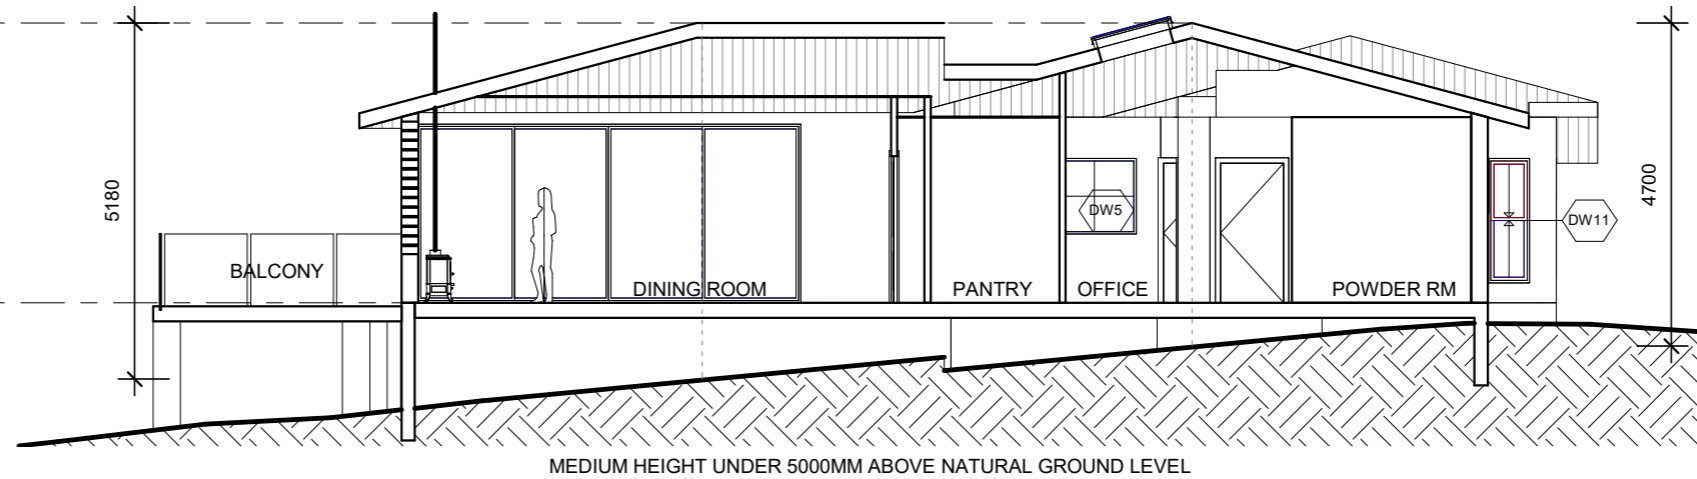 5180
4700
DW5
DW11
BALCONY
DINING ROOM
PANTRY
OFFICE
POWDER RM
MEDIUM HEIGHT UNDER 5000MM ABOVE NATURAL GROUND LEVEL